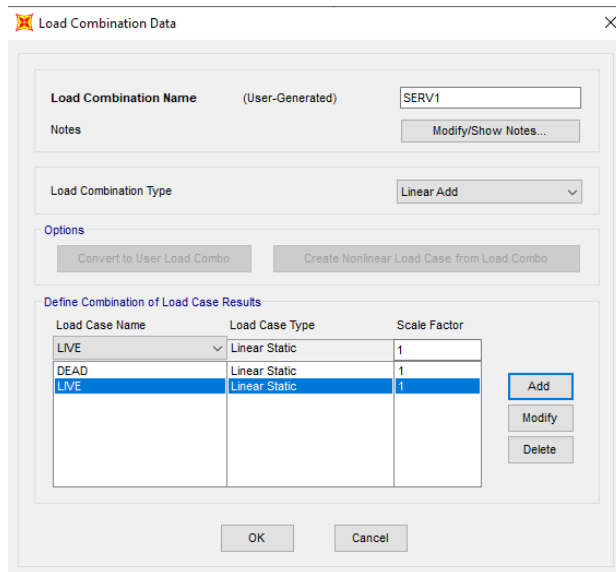 Load Combination Data
Load Combination Name (User-Generated) SERV1
Notes Modify/Show Notes...
Load Combination Type Linear Add
Options
Convert to User Load Combo Create Nonlinear Load Case from Load Combo
Define Combination of Load Case Results
Load Case Name Load Case Type Scale Factor
LIVE Linear Static 1
DEAD Linear Static 1
LIVE Linear Static 1
Add
Modify
Delete
OK Cancel